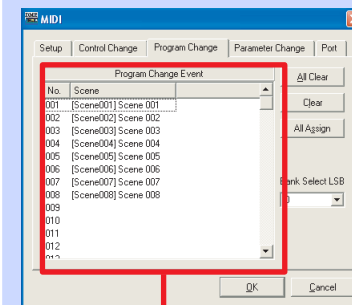 MIDI
Setup Control Change Program Change Parameter Change Port
Program Change Event
No. Scene
001 [Scene001] Scene 001
002 [Scene002] Scene 002
003 [Scene003] Scene 003
004 [Scene004] Scene 004
005 [Scene005] Scene 005
006 [Scene006] Scene 006
007 [Scene007] Scene 007
008 [Scene008] Scene 008
009
010
011
012
All Clear
Clear
All Assign
Bank Select LSB
OK Cancel